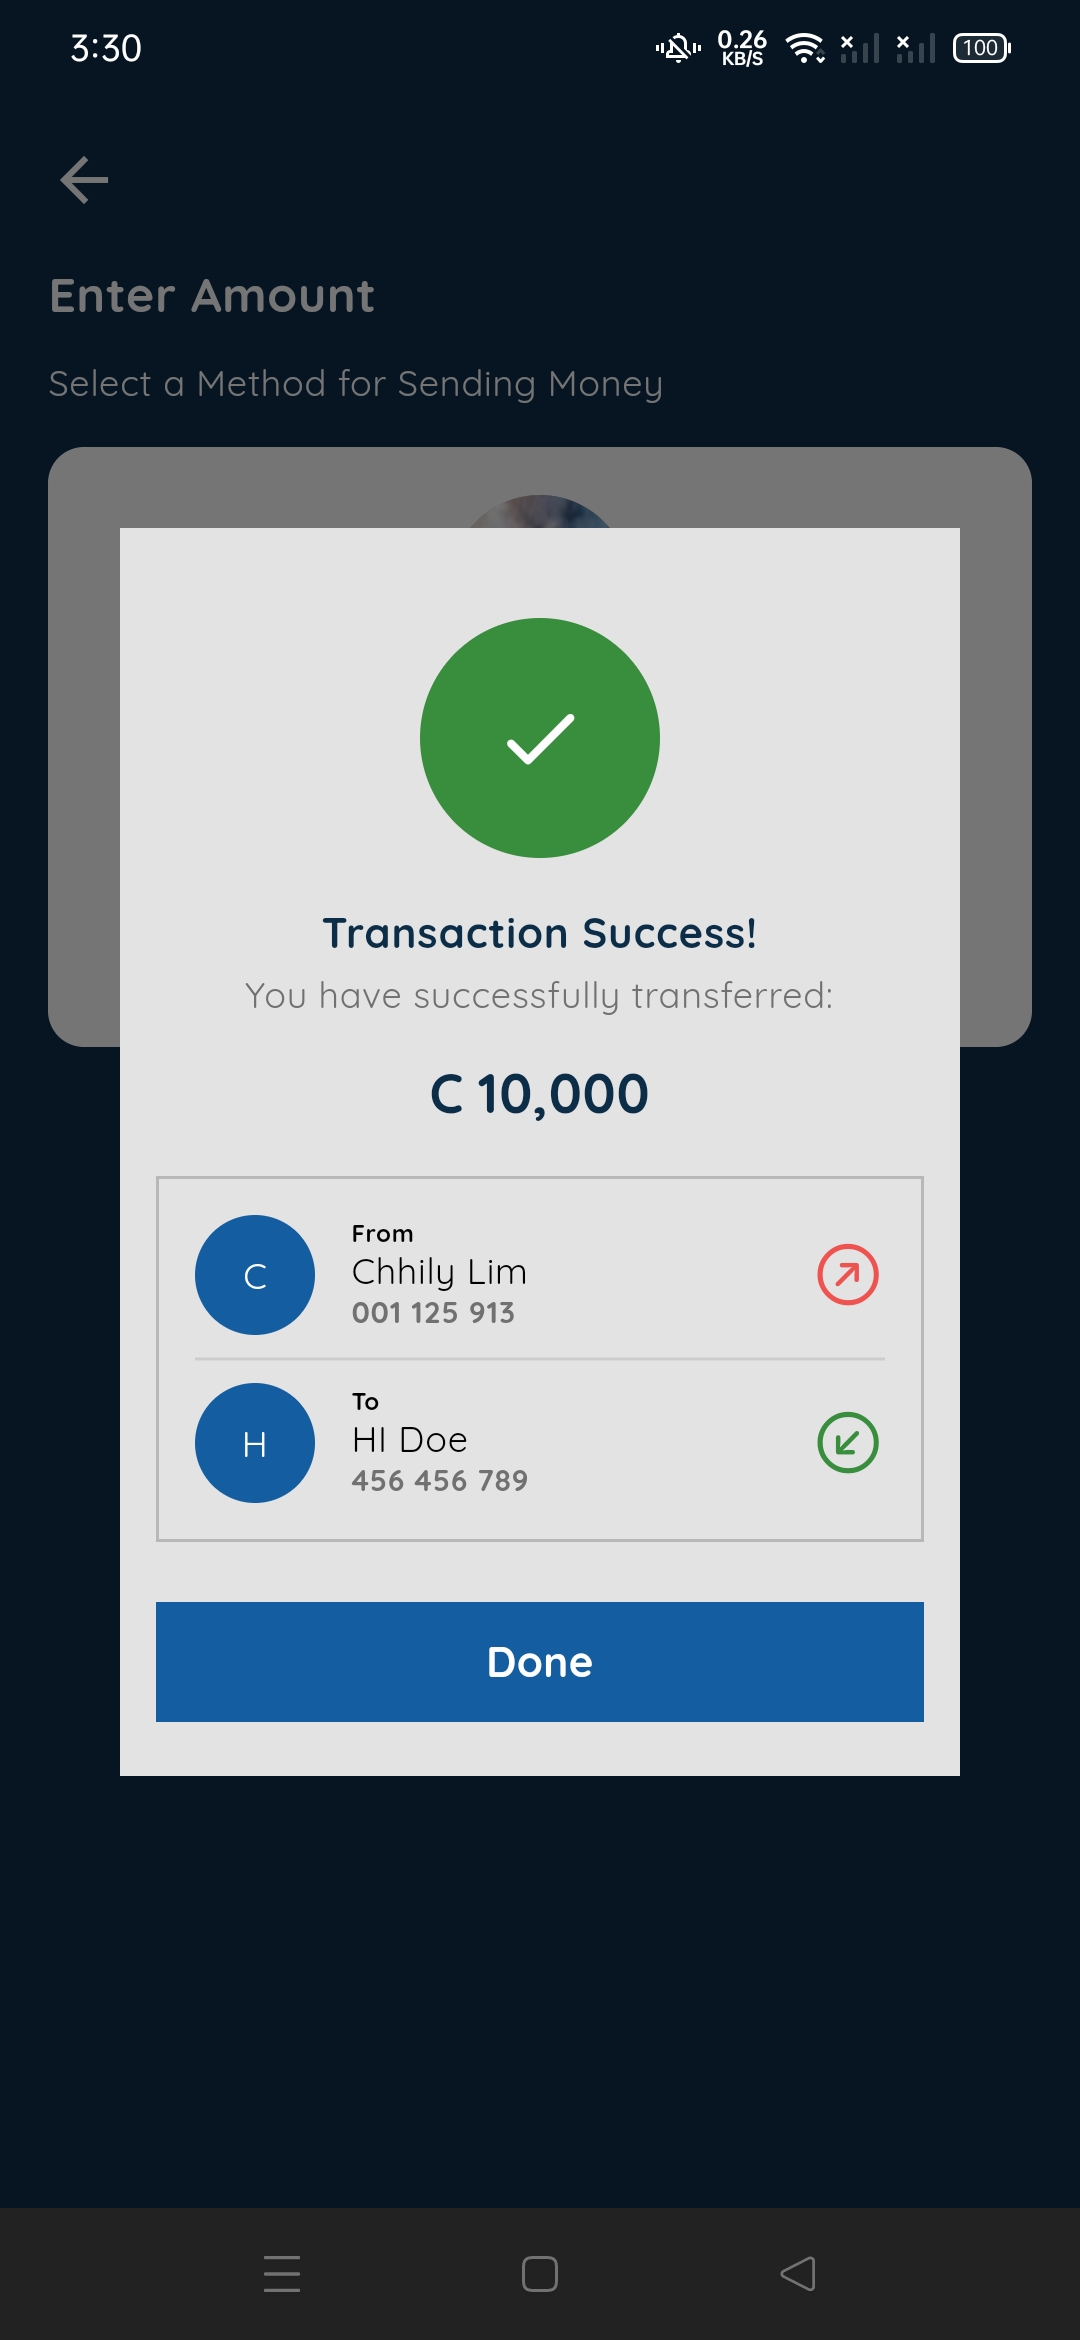 3:30
0.26
KB/S
100
Enter Amount
Select a Method for Sending Money
Transaction Success!
You have successfully transferred:
C 10,000
C
From
Chhily Lim
001 125 913
H
To
HI Doe
456 456 789
Done